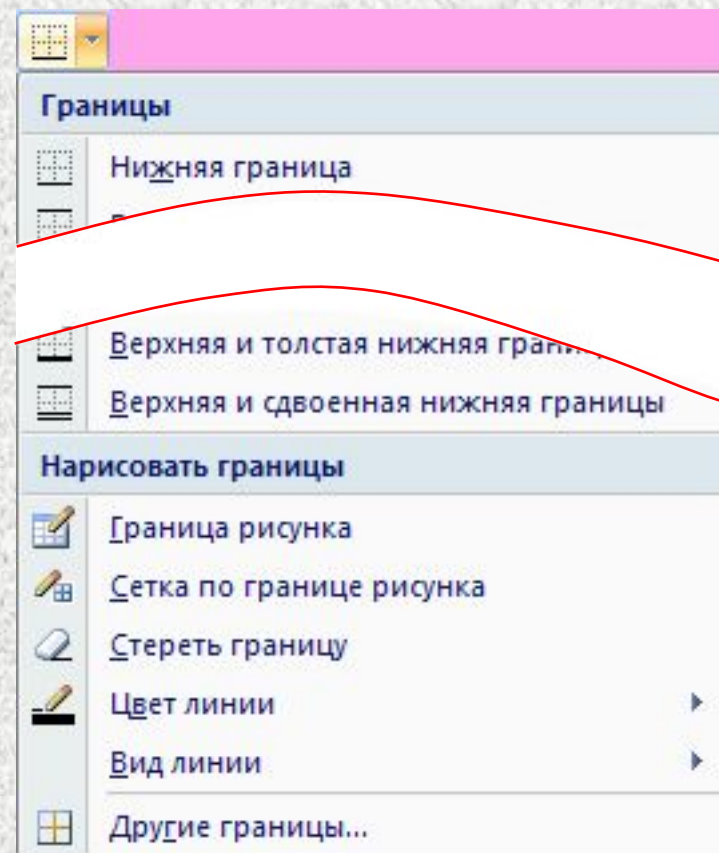 Границы
Нижняя граница
Верхняя и толстая нижняя
Верхняя и сдвоенная нижняя границы
Нарисовать границы
Граница рисунка
Сетка по границе рисунка
Стереть границу
Цвет линии
Вид линии
Другие границы...